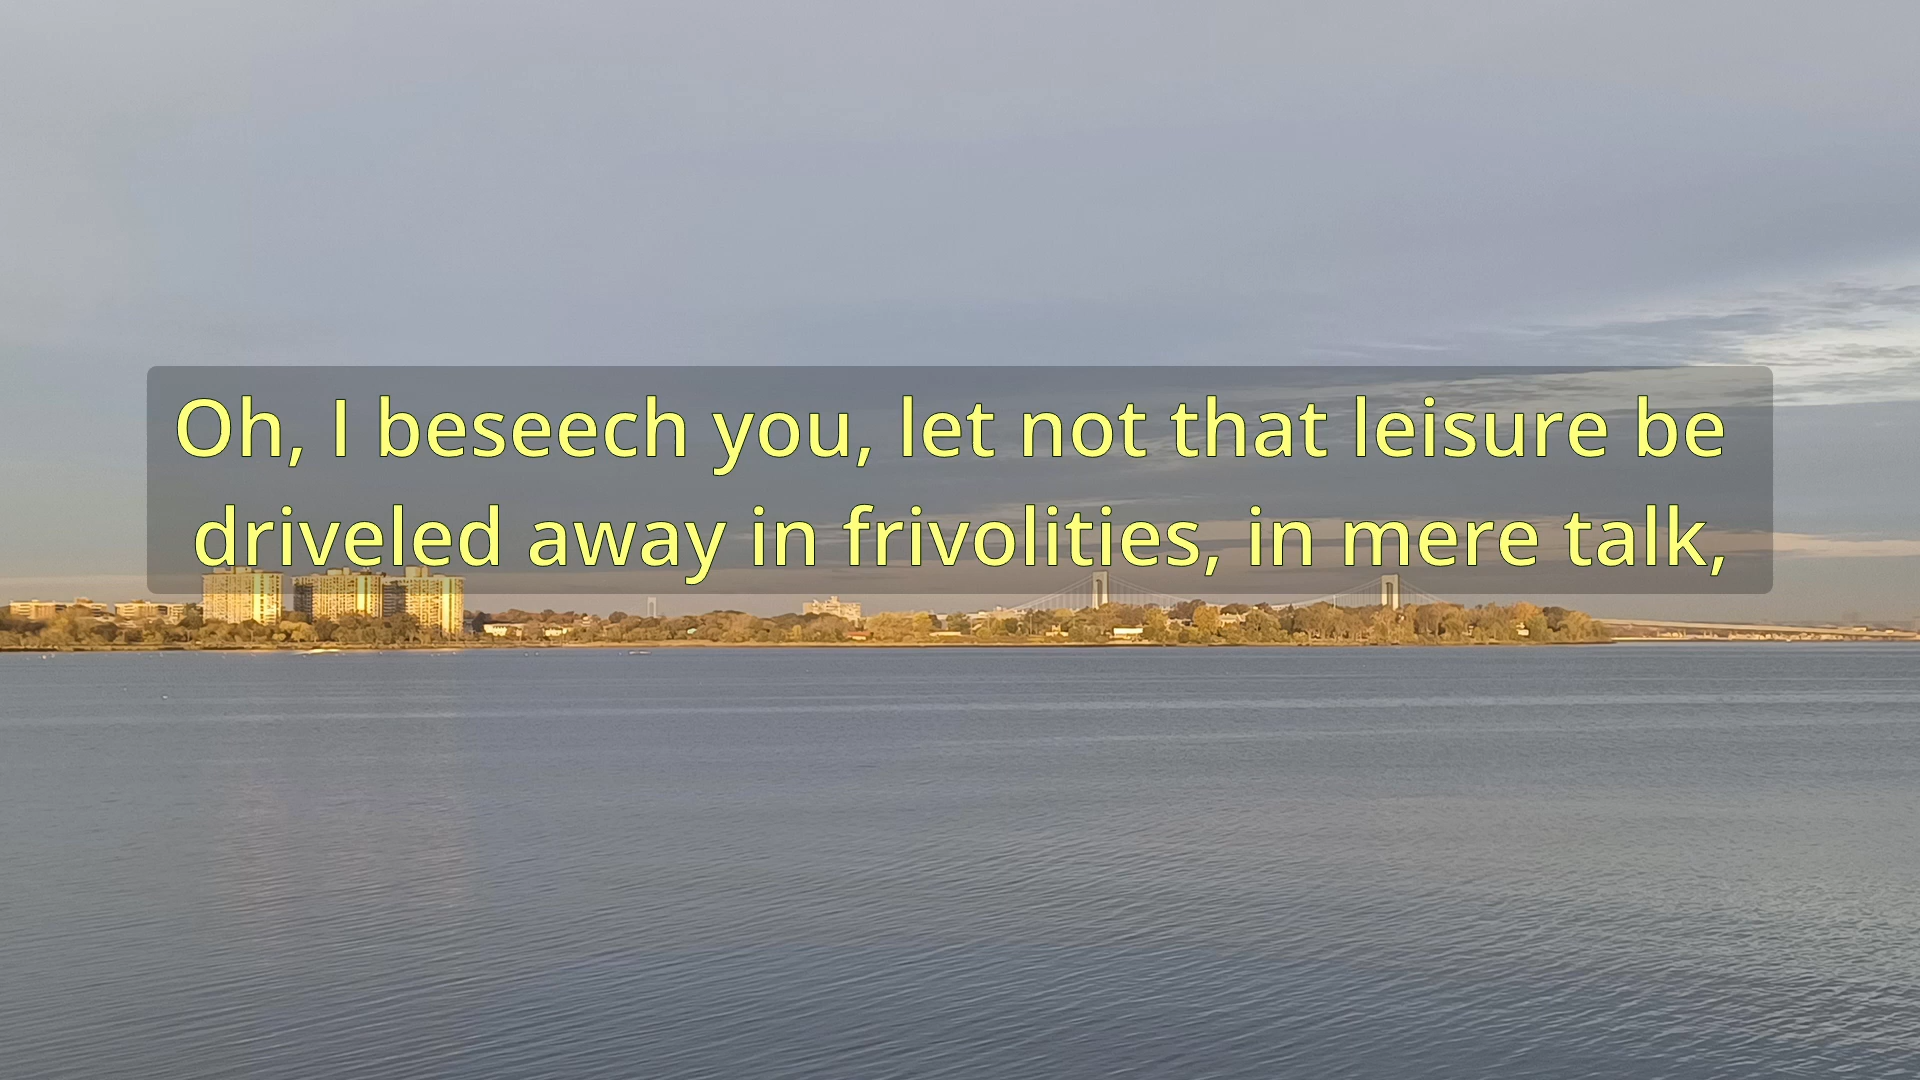 Oh, I beseech you, let not that leisure be
driveled away in frivolities, in mere talk,